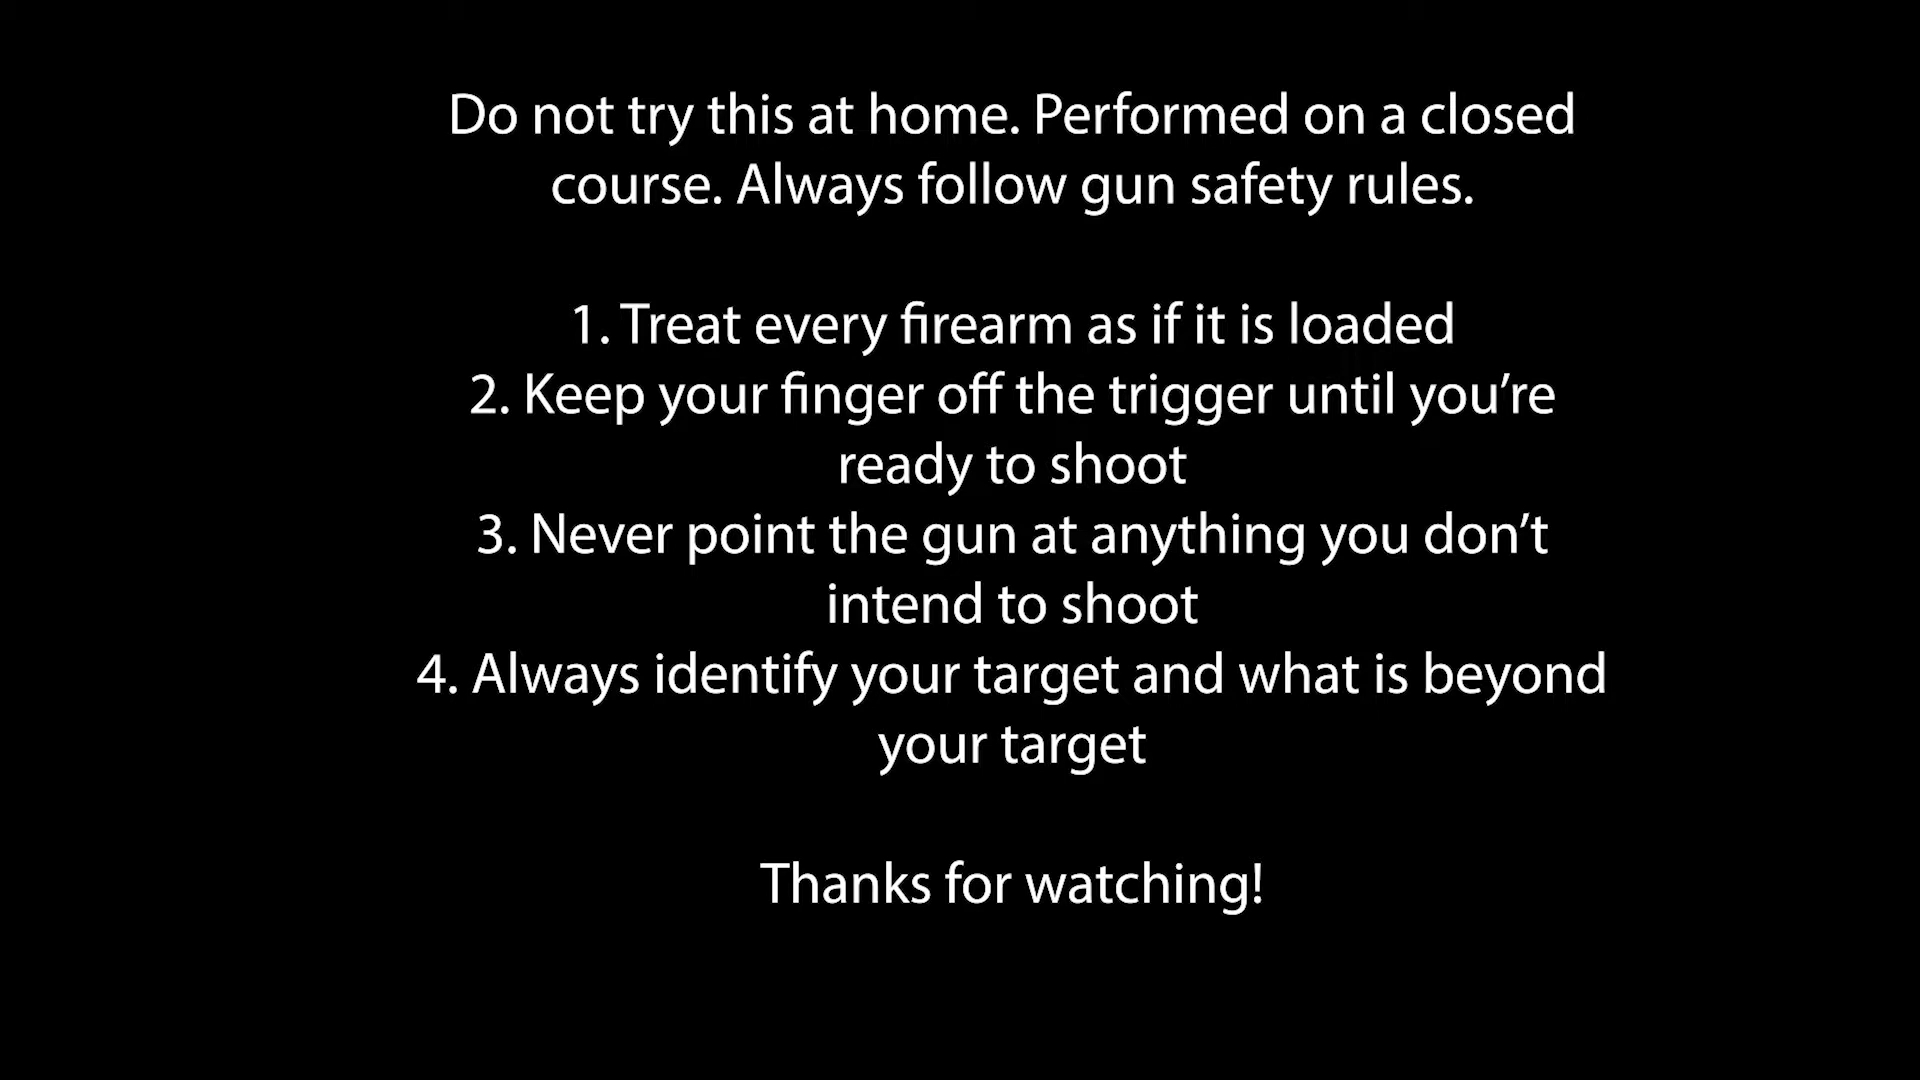 Do not try this at home. Performed on a closed
course. Always follow gun safety rules.
1. Treat every firearm as if it is loaded
2. Keep your finger off the trigger until you’re
ready to shoot
3. Never point the gun at anything you don’t
intend to shoot
4. Always identify your target and what is beyond
your target
Thanks for watching!